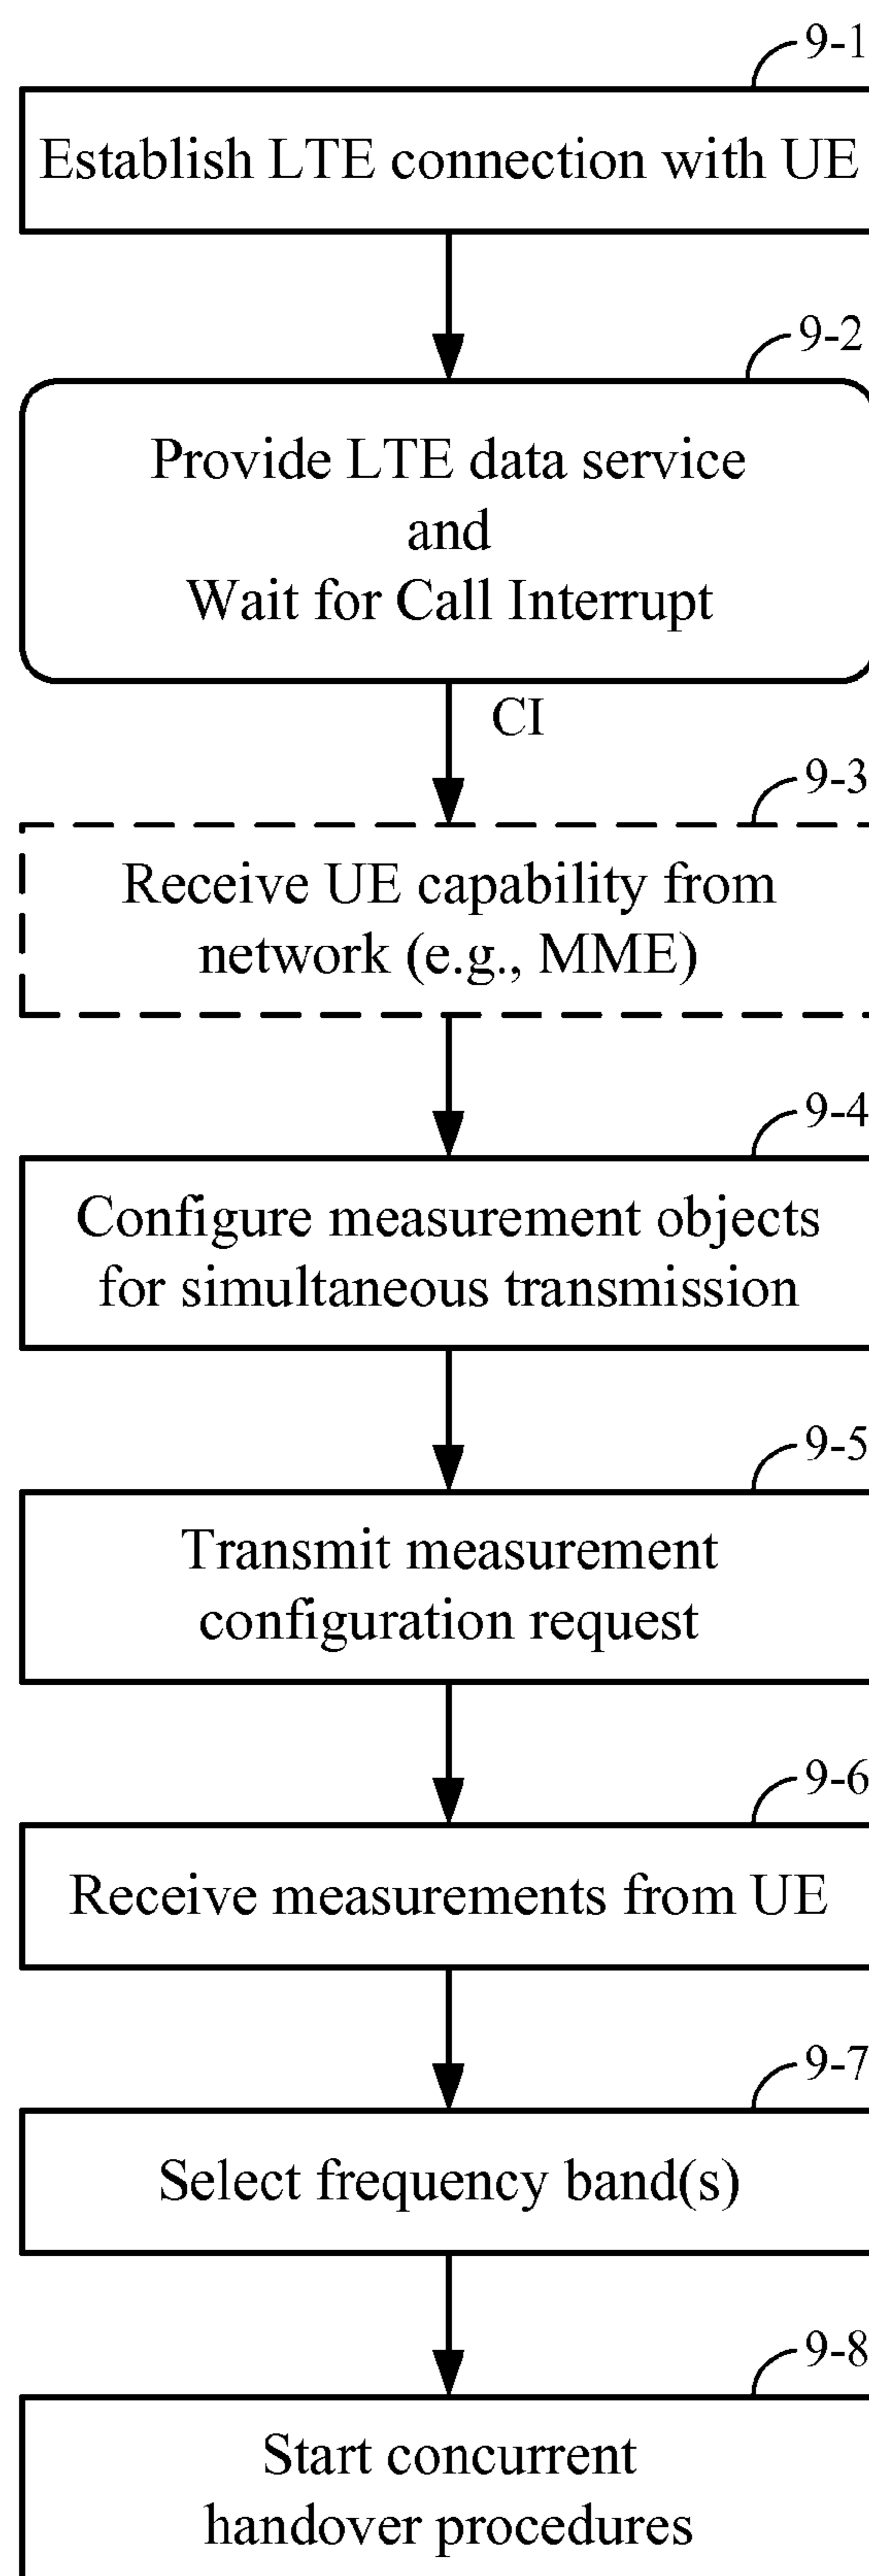 9-1
Establish LTE connection with UE
9-2
Provide LTE data service
and
Wait for Call Interrupt
CI
9-3
Receive UE capability from
network (e.g., MME)
9-4
Configure measurement objects
for simultaneous transmission
9-5
Transmit measurement
configuration request
9-6
Receive measurements from UE
9-7
Select frequency band(s)
9-8
Start concurrent
handover procedures